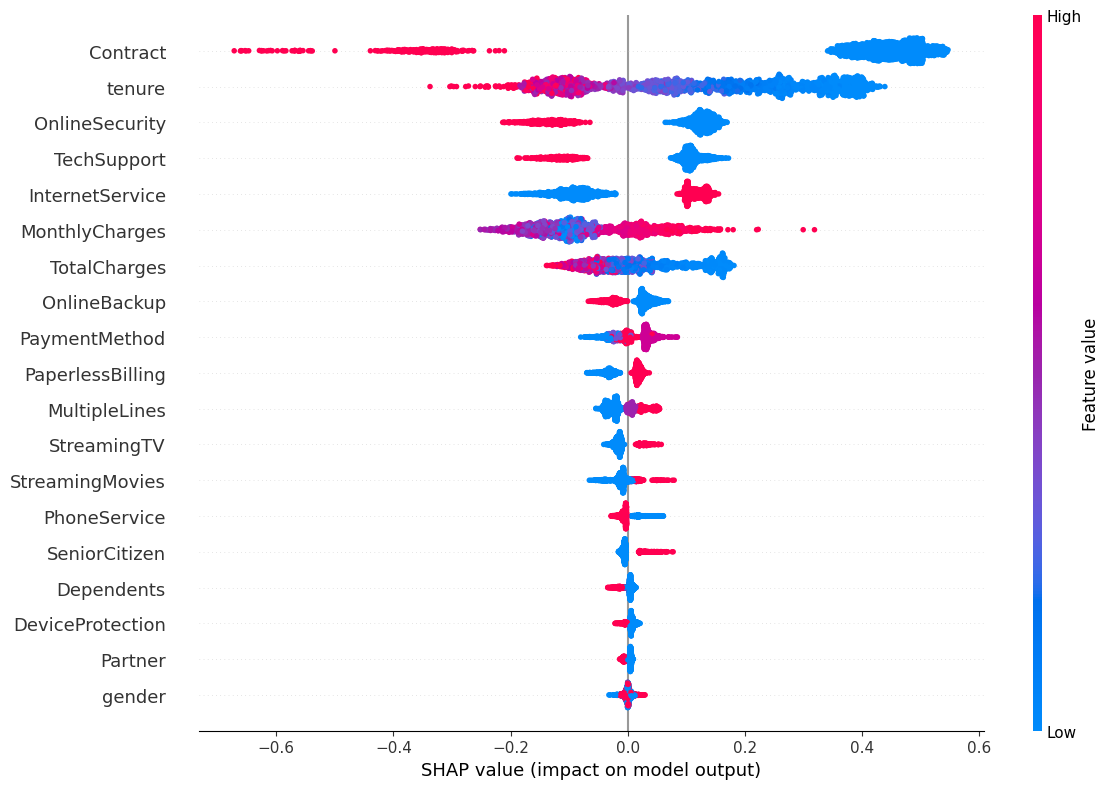 High
Contract
tenure
OnlineSecurity
TechSupport
InternetService
MonthlyCharges
TotalCharges
OnlineBackup
PaymentMethod
PaperlessBilling
MultipleLines
StreamingTV
StreamingMovies
PhoneService
SeniorCitizen
Dependents
DeviceProtection
Partner
gender
Feature value
Low
−0.6 −0.4 −0.2 0.0 0.2 0.4 0.6
SHAP value (impact on model output)